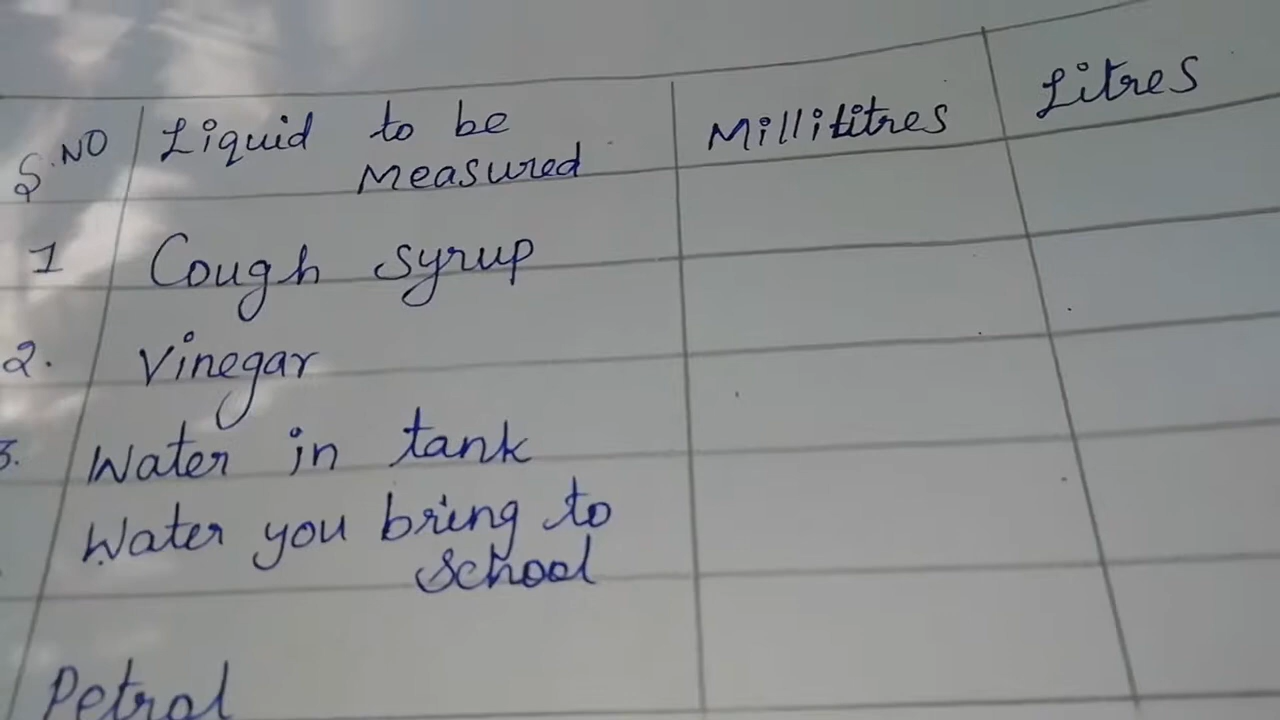 S.NO Liquid to be Measured Millilitres Litres
1 Cough syrup
2. Vinegar
3. Water in tank
Water you bring to
school
Petrol